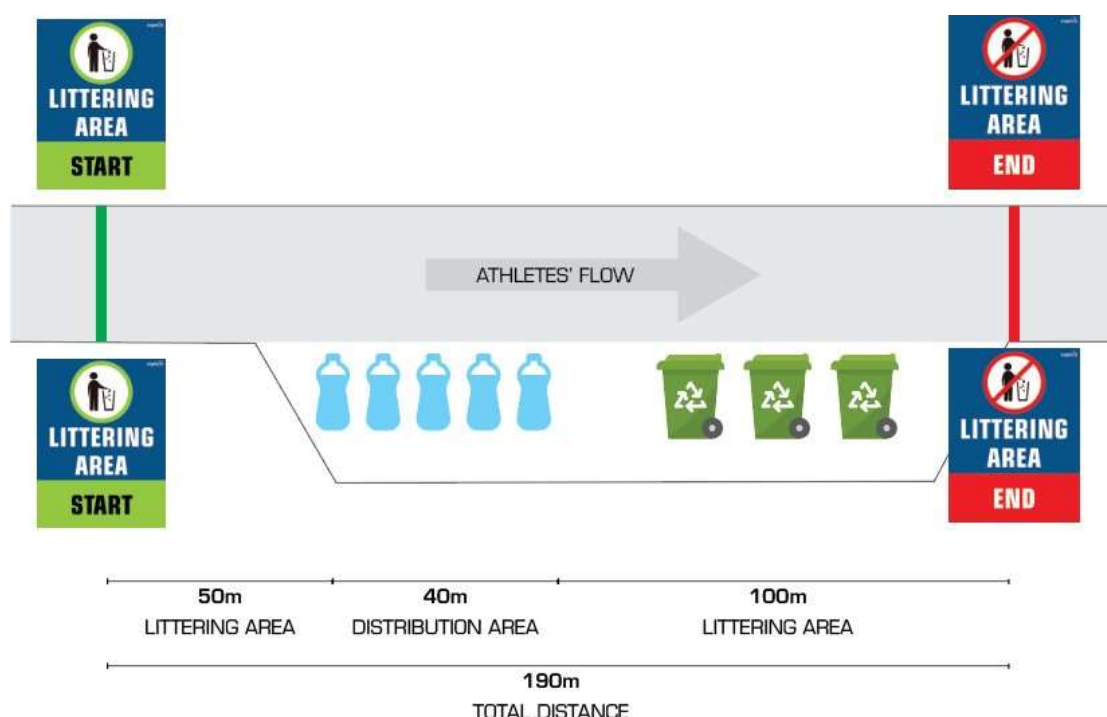 LITTERING
AREA
START
LITTERING
AREA
END
ATHLETES' FLOW
LITTERING
AREA
START
LITTERING
AREA
END
50m
40m
100m
LITTERING AREA
DISTRIBUTION AREA
LITTERING AREA
190m
TOTAL DISTANCE